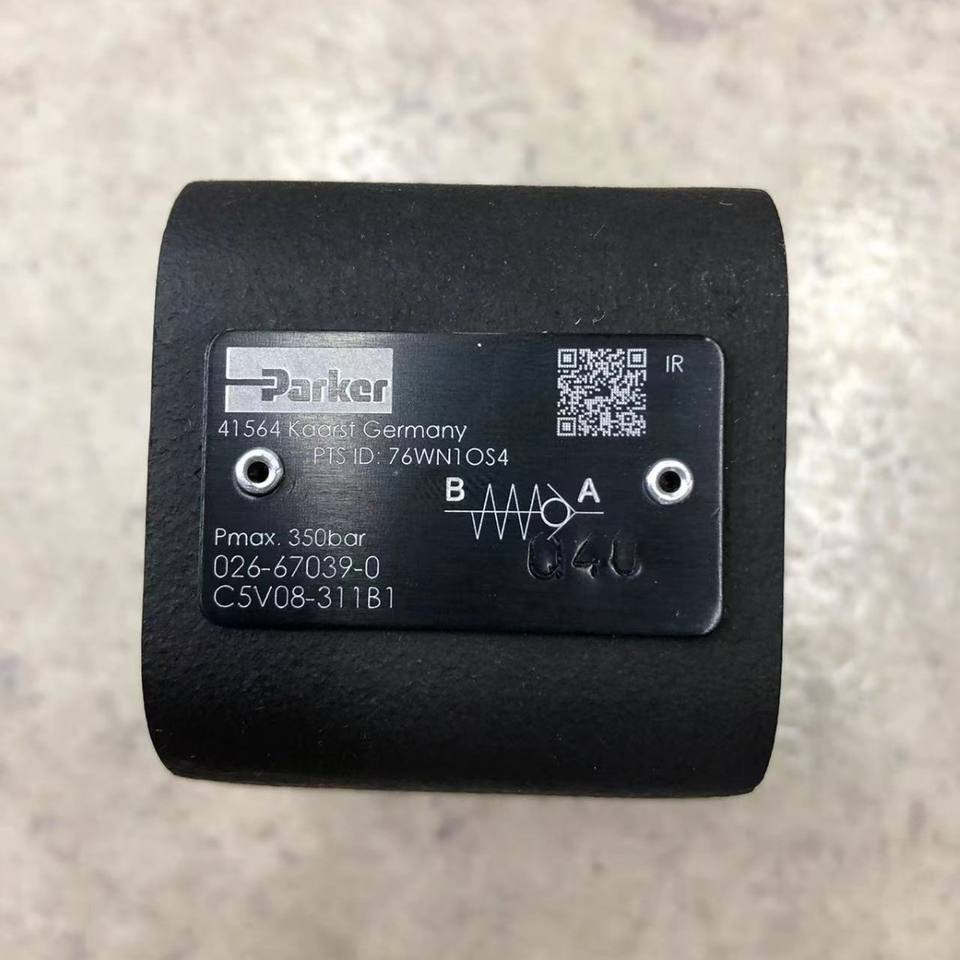 Parker
IR
41564 Kaarst Germany
PTS ID: 76WN1OS4
B A
Pmax. 350bar
026-67039-0
C5V08-311B1